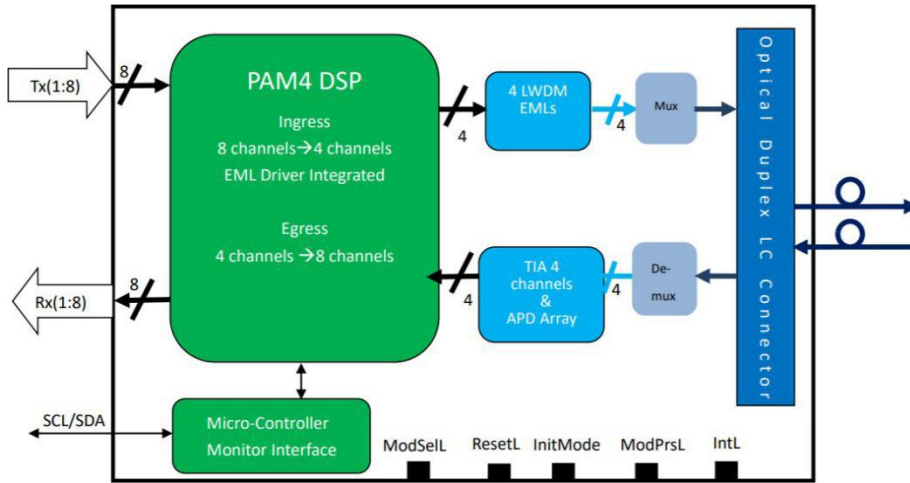 Tx(1:8)
8
PAM4 DSP
Ingress
8 channels→4 channels
EML Driver Integrated
Egress
4 channels →8 channels
4
4 LWDM
EMLs
4
Mux
Optical Duplex LC Connector
Rx(1:8)
8
4
TIA 4
channels
&
APD Array
4
De-
mux
SCL/SDA
Micro-Controller
Monitor Interface
ModSelL
ResetL
InitMode
ModPrsL
IntL